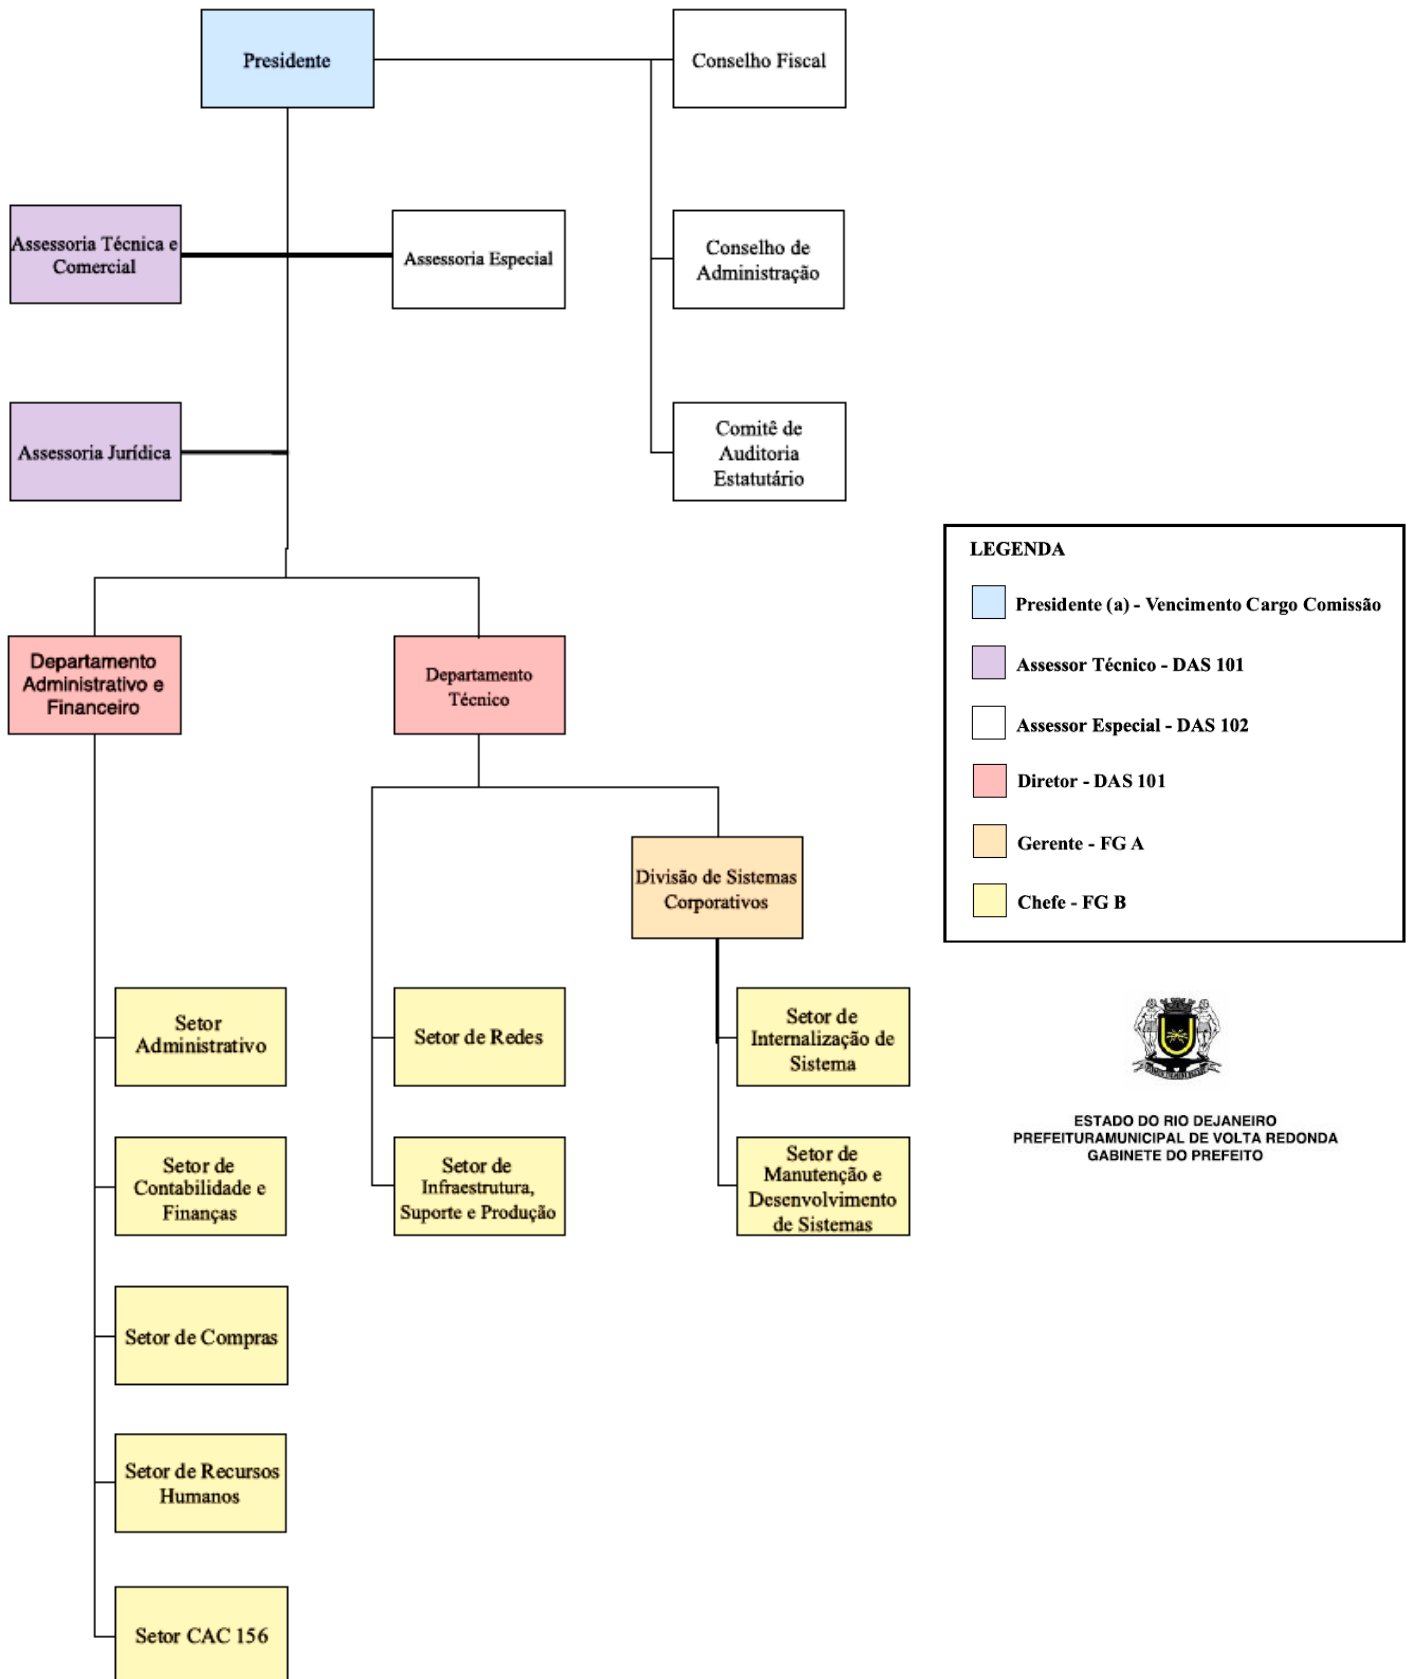 Presidente
Conselho Fiscal
Assessoria Técnica e
Comercial
Assessoria Especial
Conselho de
Administração
Assessoria Jurídica
Comitê de
Auditoria
Estatutário
LEGENDA
Presidente (a) - Vencimento Cargo Comissão
Assessor Técnico - DAS 101
Assessor Especial - DAS 102
Diretor - DAS 101
Gerente - FG A
Chefe - FG B
Departamento
Administrativo e
Financeiro
Departamento
Técnico
Divisão de Sistemas
Corporativos
Setor
Administrativo
Setor de Redes
Setor de
Internalização de
Sistema
Setor de
Contabilidade e
Finanças
Setor de
Infraestrutura,
Suporte e Produção
Setor de
Manutenção e
Desenvolvimento
de Sistemas
ESTADO DO RIO DEJANEIRO
PREFEITURAMUNICIPAL DE VOLTA REDONDA
GABINETE DO PREFEITO
Setor de Compras
Setor de Recursos
Humanos
Setor CAC 156